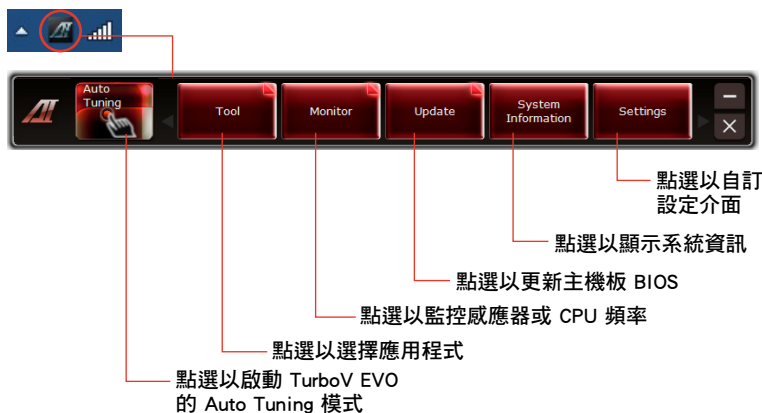 Auto
Tuning
Tool
Monitor
Update
System
Information
Settings
點選以自訂
設定介面
點選以顯示系統資訊
點選以更新主機板 BIOS
點選以監控感應器或 CPU 頻率
點選以選擇應用程式
點選以啟動 TurboV EVO
的 Auto Tuning 模式